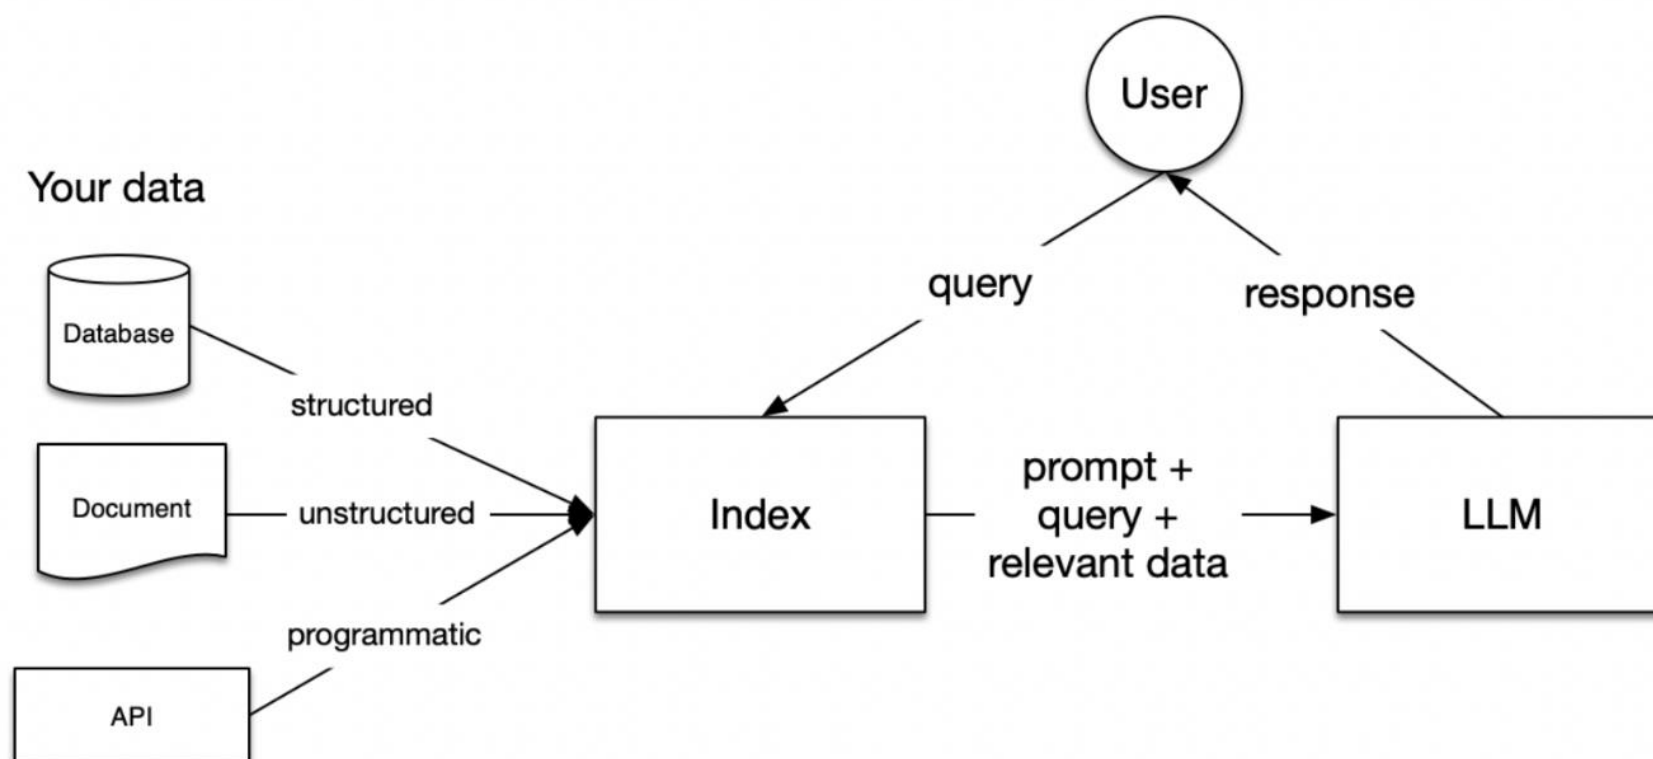 User
Your data
query
response
Database
structured
prompt +
Document
unstructured
Index
query +
LLM
relevant data
programmatic
API